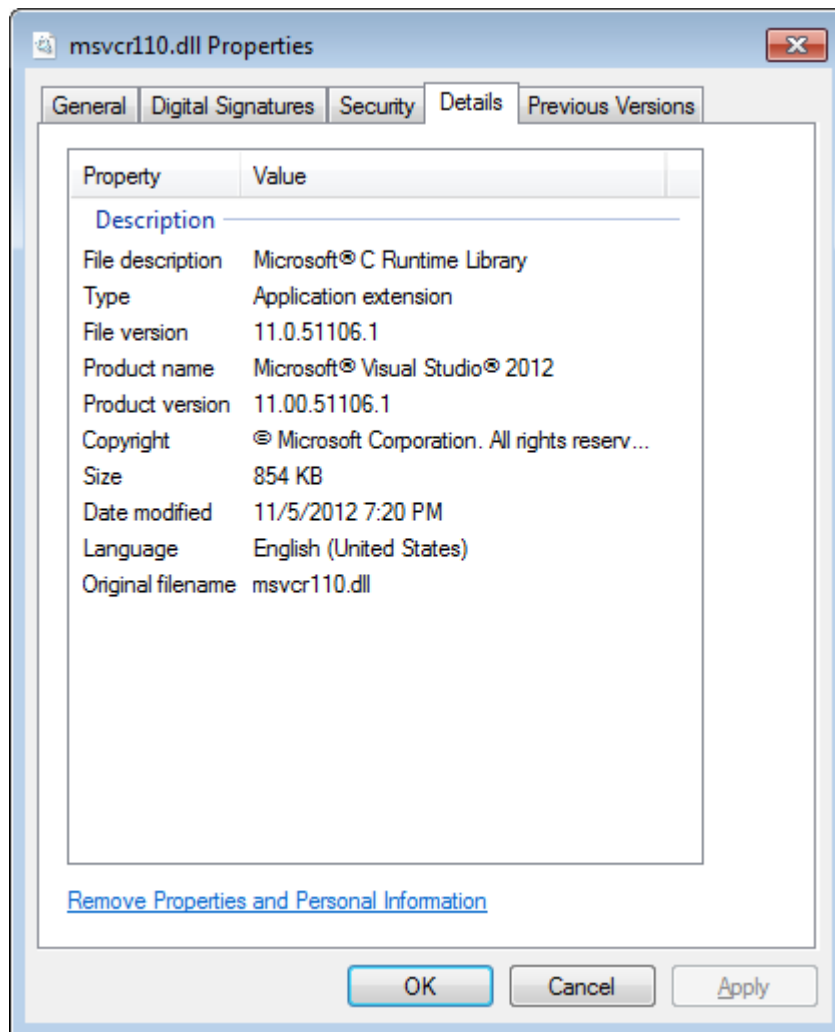 msvcr110.dll Properties
General Digital Signatures Security Details Previous Versions
Property Value
Description
File description Microsoft® C Runtime Library
Type Application extension
File version 11.0.51106.1
Product name Microsoft® Visual Studio® 2012
Product version 11.00.51106.1
Copyright © Microsoft Corporation. All rights reserv...
Size 854 KB
Date modified 11/5/2012 7:20 PM
Language English (United States)
Original filename msvcr110.dll
Remove Properties and Personal Information
OK Cancel Apply